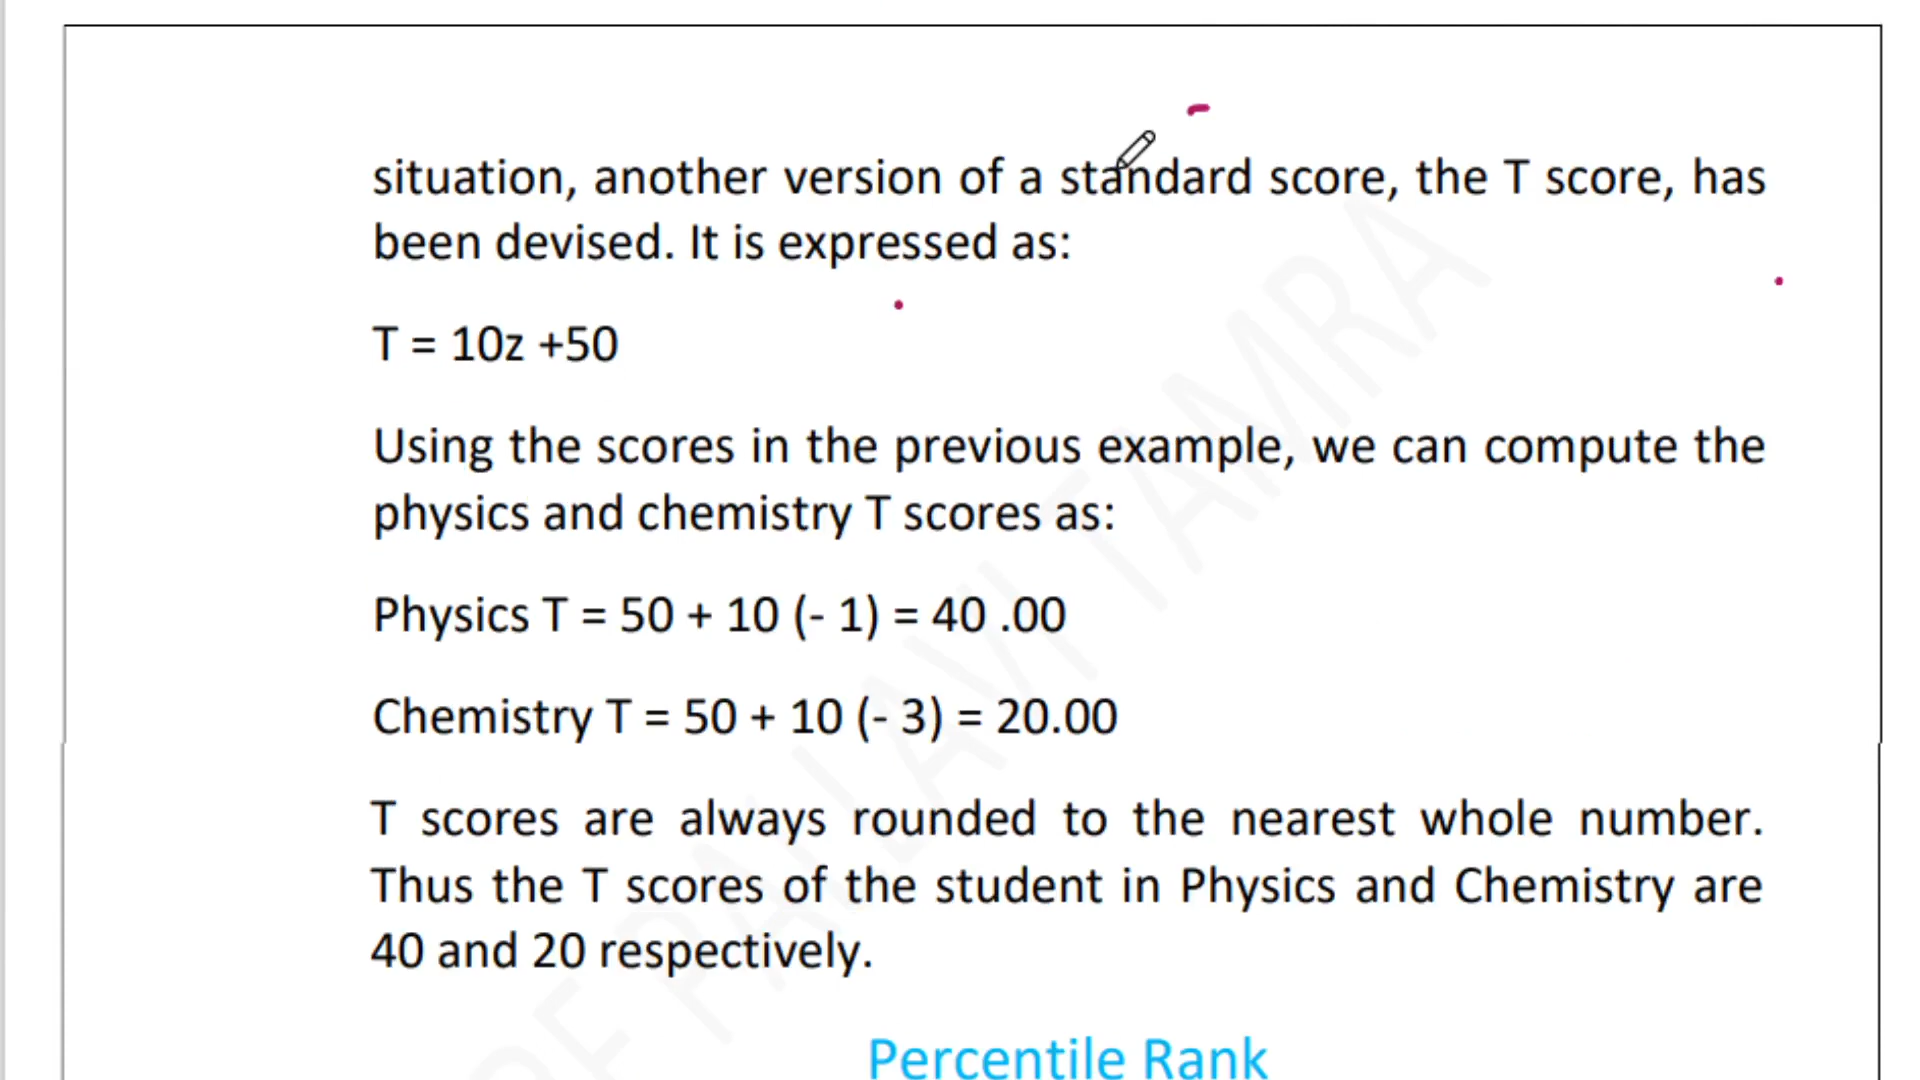 situation, another version of a standard score, the T score, has
been devised. It is expressed as:
T = 10z +50
Using the scores in the previous example, we can compute the
physics and chemistry T scores as:
Physics T = 50 + 10 (- 1) = 40 .00
Chemistry T = 50 + 10 (- 3) = 20.00
T scores are always rounded to the nearest whole number.
Thus the T scores of the student in Physics and Chemistry are
40 and 20 respectively.
Percentile Rank